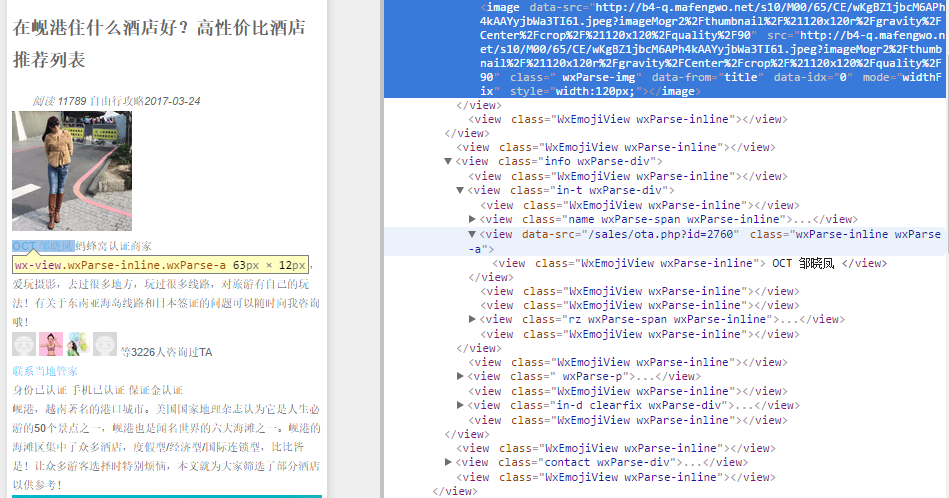 在岘港住什么酒店好？高性价比酒店
推荐列表
阅读 11789 自由行攻略2017-03-24
OCT 邹晓凤 蚂蜂窝认证商家
wx-view.wxParse-inline.wxParse-a 63px × 12px
，
爱玩摄影，去过很多地方，玩过很多线路，对旅游有自己的玩
法！有关于东南亚海岛线路和日本签证的问题可以随时向我咨询
哦！
等3226人咨询过TA
联系当地管家
身份已认证 手机已认证 保证金认证
岘港，越南著名的港口城市。美国国家地理杂志认为它是人生必
游的50个景点之一，岘港也是闻名世界的六大海滩之一。岘港的
海滩区集中了众多酒店，度假型/经济型/国际连锁型，比比皆
是！让众多游客选择时特别烦恼，本文就为大家筛选了部分酒店
以供参考！
<image data-src="http://b4-q.mafengwo.net/s10/M00/65/CE/wKgBZ1jbcM6APh
4kAAYyjbWa3TI61.jpeg?imageMogr2%2Fthumbnail%2F%21120x120r%2Fgravity%2F
Center%2Fcrop%2F%21120x120%2Fquality%2F90" src="http://b4-q.mafengwo.n
et/s10/M00/65/CE/wKgBZ1jbcM6APh4kAAYyjbWa3TI61.jpeg?imageMogr2%2Fthumb
nail%2F%21120x120r%2Fgravity%2FCenter%2Fcrop%2F%21120x120%2Fquality%2F
90" class=" wxParse-img" data-from="title" data-idx="0" mode="widthF
ix" style="width:120px;"></image>
</view>
<view class="WxEmojiView wxParse-inline"></view>
</view>
<view class="WxEmojiView wxParse-inline"></view>
<view class="info wxParse-div">
<view class="WxEmojiView wxParse-inline"></view>
<view class="in-t wxParse-div">
<view class="WxEmojiView wxParse-inline"></view>
<view class="name wxParse-span wxParse-inline">...</view>
<view data-src="/sales/ota.php?id=2760" class="wxParse-inline wxParse
-a">
<view class="WxEmojiView wxParse-inline"> OCT 邹晓凤 </view>
</view>
<view class="WxEmojiView wxParse-inline"></view>
<view class="WxEmojiView wxParse-inline"></view>
<view class="rz wxParse-span wxParse-inline">...</view>
<view class="WxEmojiView wxParse-inline"></view>
</view>
<view class="WxEmojiView wxParse-inline"></view>
<view class=" wxParse-p">...</view>
<view class="WxEmojiView wxParse-inline"></view>
<view class="in-d clearfix wxParse-div">...</view>
<view class="WxEmojiView wxParse-inline"></view>
</view>
<view class="WxEmojiView wxParse-inline"></view>
<view class="contact wxParse-div">...</view>
<view class="WxEmojiView wxParse-inline"></view>
</view>